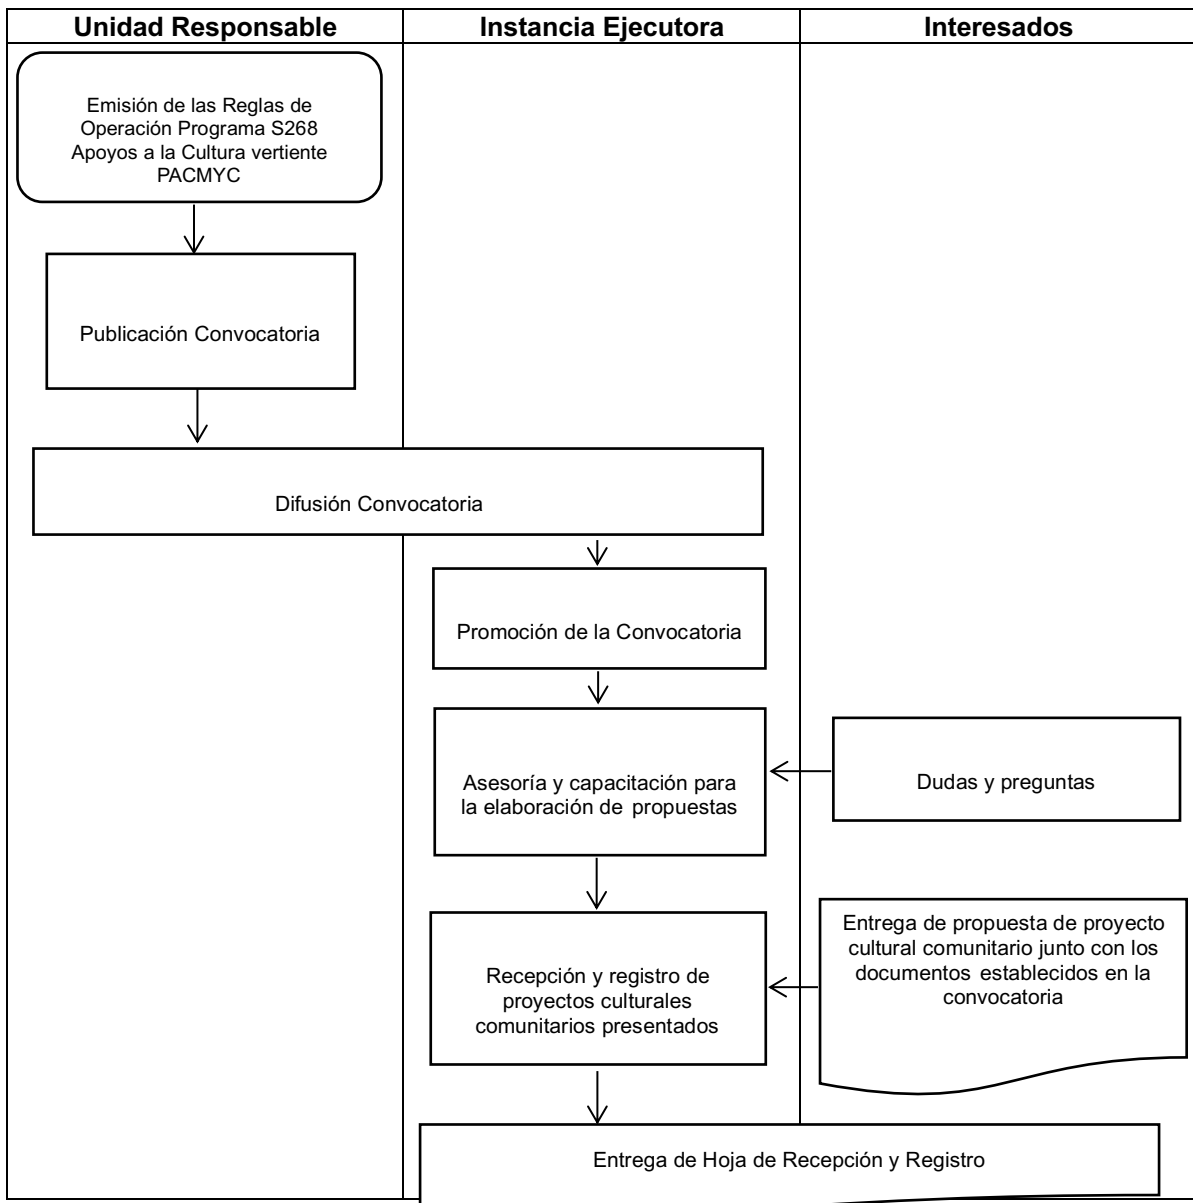 Unidad Responsable
Instancia Ejecutora
Interesados
Emisión de las Reglas de
Operación Programa S268
Apoyos a la Cultura vertiente
PACMYC
Publicación Convocatoria
Difusión Convocatoria
Promoción de la Convocatoria
Asesoría y capacitación para
la elaboración de propuestas
Dudas y preguntas
Recepción y registro de
proyectos culturales
comunitarios presentados
Entrega de propuesta de proyecto
cultural comunitario junto con los
documentos establecidos en la
convocatoria
Entrega de Hoja de Recepción y Registro